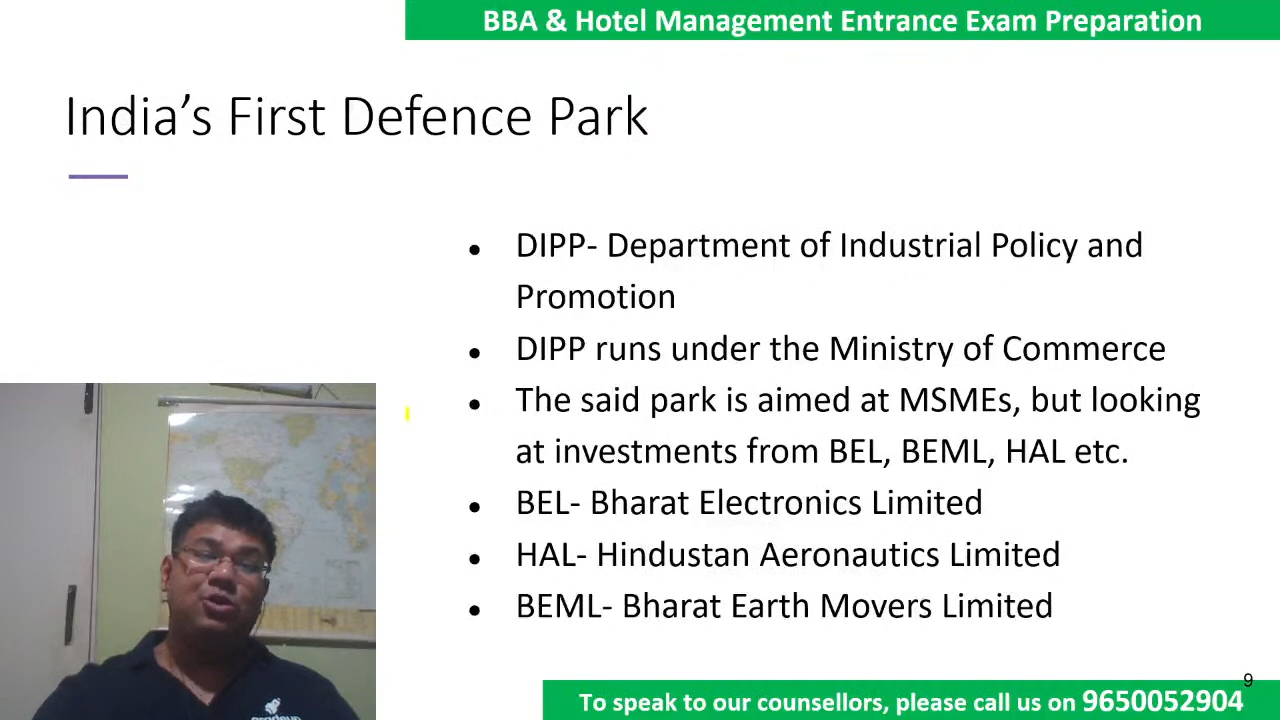 BBA & Hotel Management Entrance Exam Preparation
India's First Defence Park
• DIPP- Department of Industrial Policy and
Promotion
• DIPP runs under the Ministry of Commerce
• The said park is aimed at MSMEs, but looking
at investments from BEL, BEML, HAL etc.
• BEL- Bharat Electronics Limited
• HAL- Hindustan Aeronautics Limited
• BEML- Bharat Earth Movers Limited
9
To speak to our counsellors, please call us on 9650052904